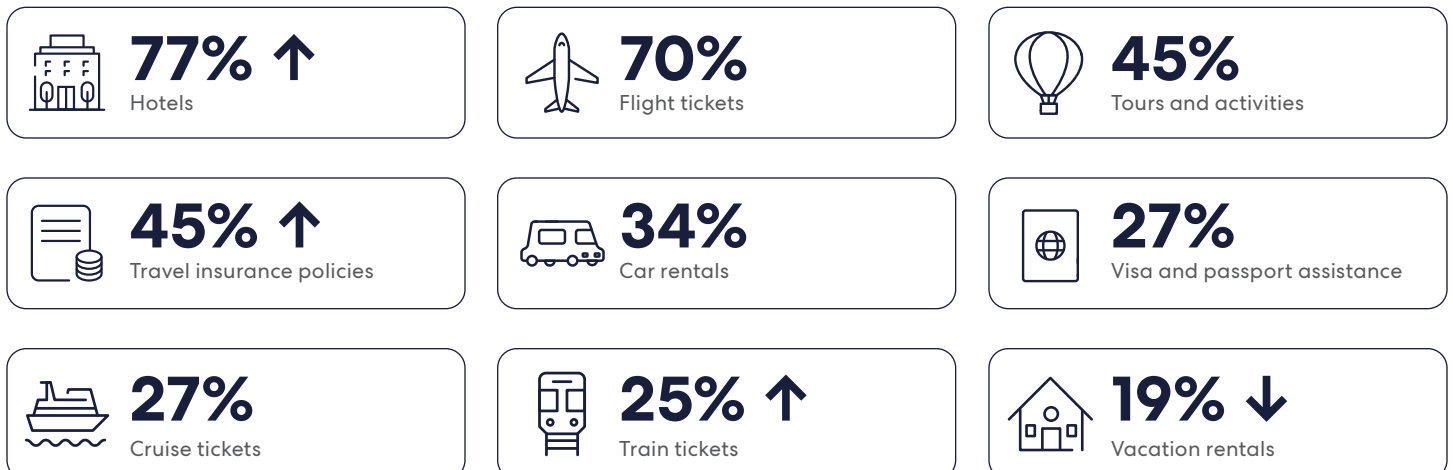 77% ↑
Hotels
70%
Flight tickets
45%
Tours and activities
45% ↑
Travel insurance policies
34%
Car rentals
27%
Visa and passport assistance
27%
Cruise tickets
25% ↑
Train tickets
19% ↓
Vacation rentals